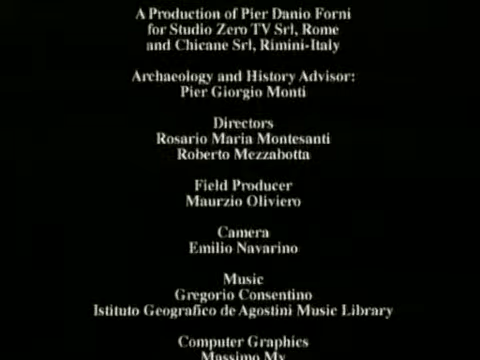 A Production of Pier Danio Forni
for Studio Zero TV Srl, Rome
and Chicane Srl, Rimini-Italy
Archaeology and History Advisor:
Pier Giorgio Monti
Directors
Rosario Maria Montesanti
Roberto Mezzabotta
Field Producer
Maurzio Oliviero
Camera
Emilio Navarino
Music
Gregorio Consentino
Istituto Geografico de Agostini Music Library
Computer Graphics
Massimo My